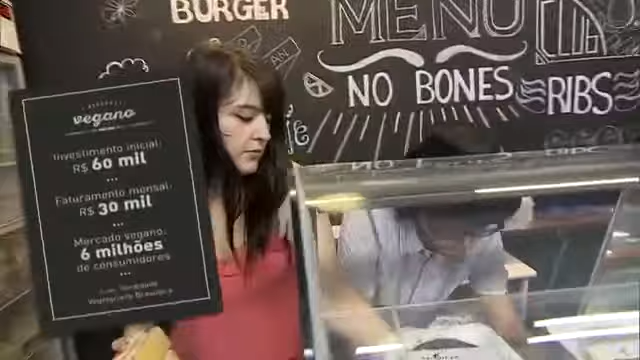 BURGER
MENU
NO BONES
CLUB
RIBS
vegano
Investimento inicial:
R$ 60 mil
Faturamento mensal:
R$ 30 mil
Mercado vegano:
6 milhões
de consumidores